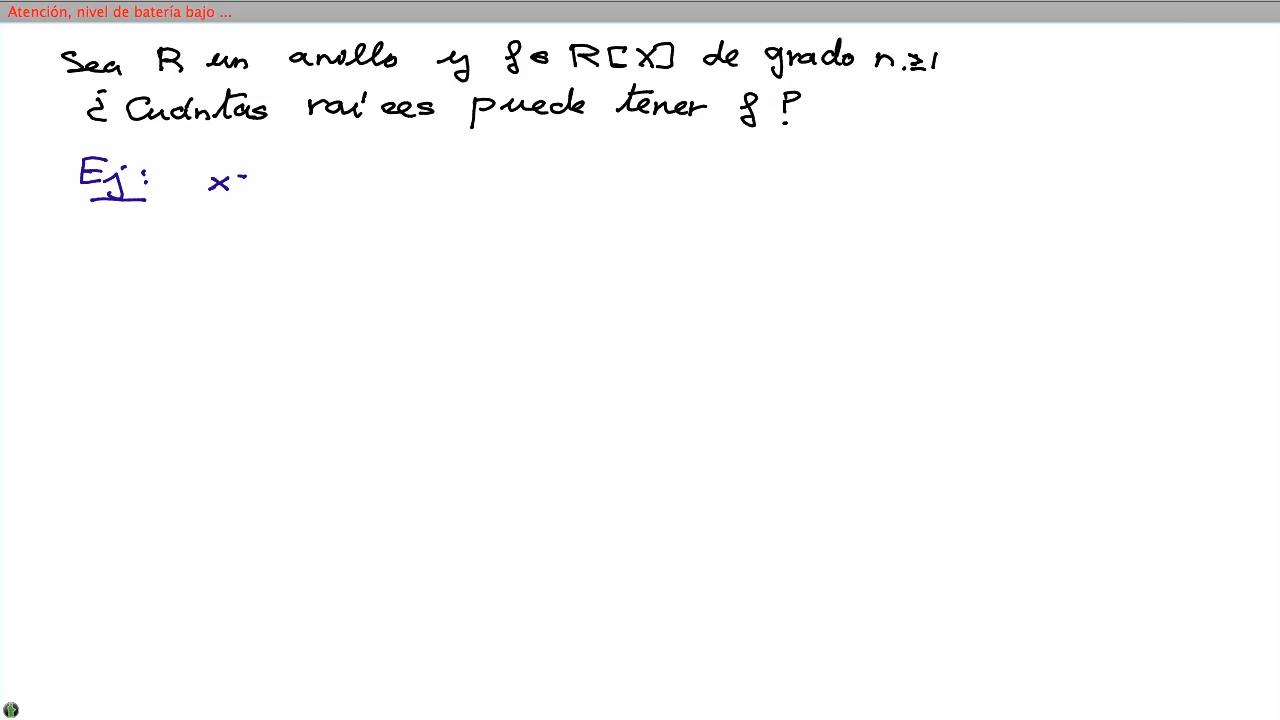 Atención, nivel de batería bajo ...
Sea R un anillo y f ∈ R[X] de grado n ≥ 1
¿Cuántas raíces puede tener f?
Ej: x